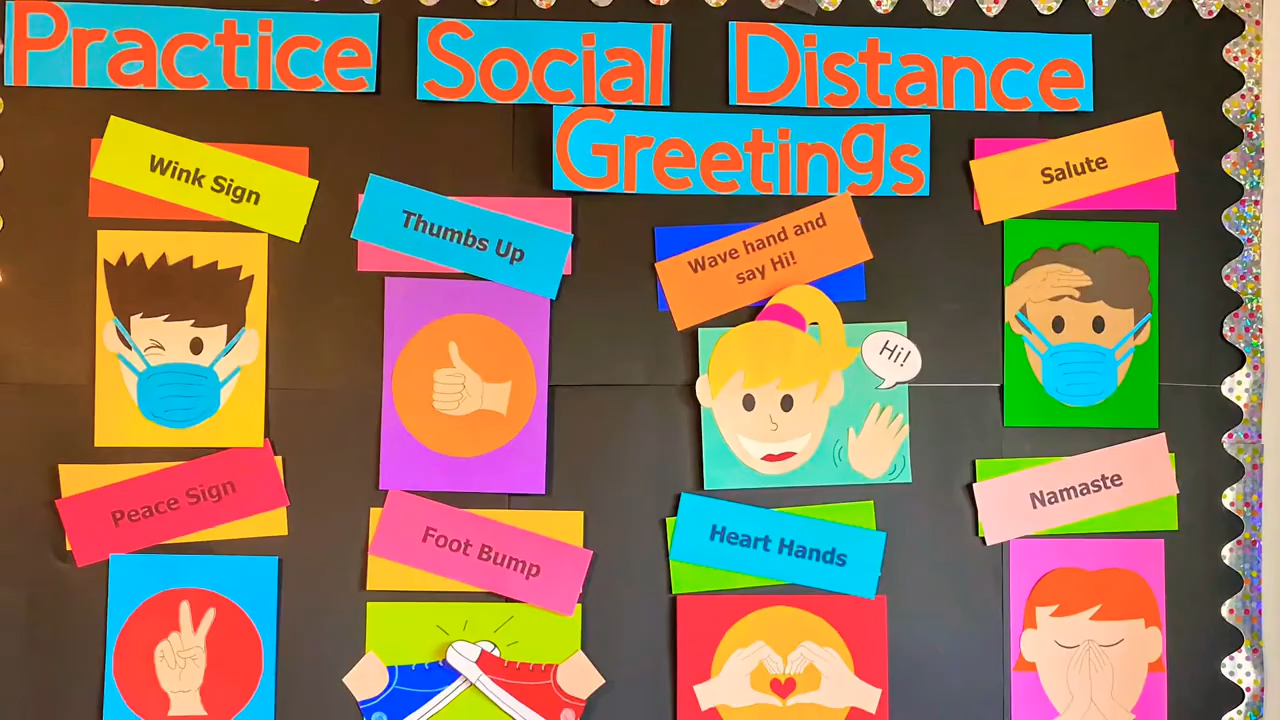 Practice Social Distance
Greetings
Wink Sign
Thumbs Up
Wave hand and
say Hi!
Salute
Hi!
Peace Sign
Foot Bump
Heart Hands
Namaste